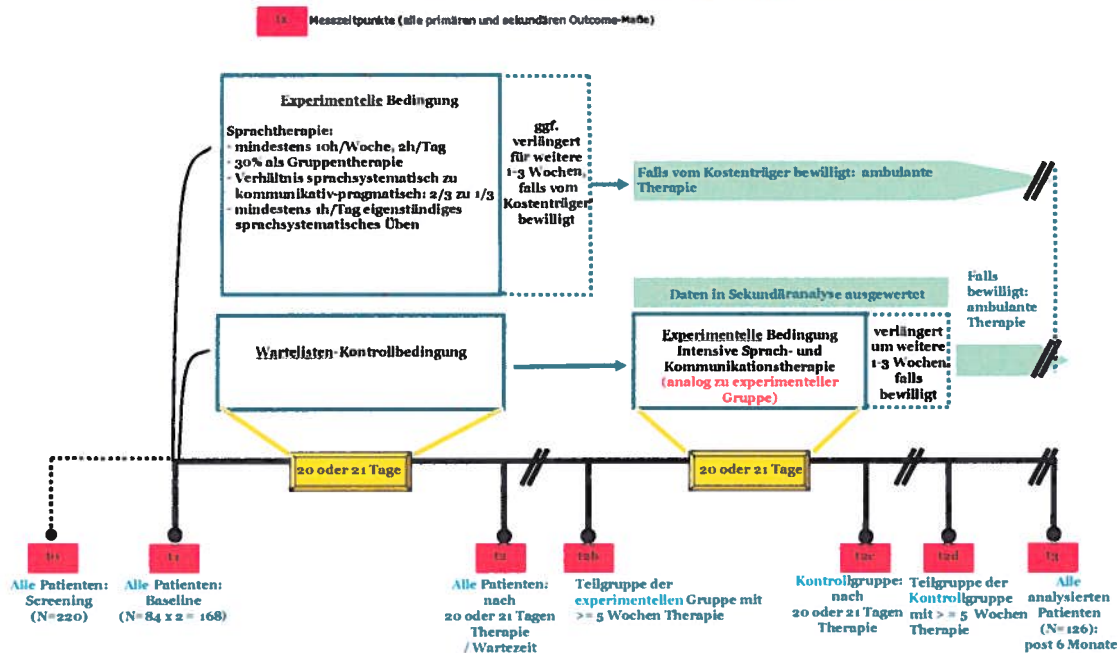 Messzeitpunkte (alle primären und sekundären Outcome-Maße)
Experimentelle Bedingung
Sprachtherapie:
- mindestens 10h/Woche, 2h/Tag
- 30% als Gruppentherapie
- Verhältnis sprachsystematisch zu
kommunikativ-pragmatisch: 2/3 zu 1/3
- mindestens 1h/Tag eigenständiges
sprachsystematisches Üben
ggf.
verlängert
für weitere
1-3 Wochen,
falls vom
Kostenträger
bewilligt
Falls vom Kostenträger bewilligt: ambulante
Therapie
Daten in Sekundäranalyse ausgewertet
Falls
bewilligt:
ambulante
Therapie
Wartelisten-Kontrollbedingung
Experimentelle Bedingung
Intensive Sprach- und
Kommunikationstherapie
(analog zu experimenteller
Gruppe)
verlängert
um weitere
1-3 Wochen,
falls
bewilligt
20 oder 21 Tage
20 oder 21 Tage
t0
Alle Patienten:
Screening
(N=220)
t1
Alle Patienten:
Baseline
(N=84 x 2 = 168)
t2
Alle Patienten:
nach
20 oder 21 Tagen
Therapie
/ Wartezeit
t2b
Teilgruppe der
experimentellen Gruppe mit
>= 5 Wochen Therapie
t2c
Kontrollgruppe:
nach
20 oder 21 Tagen
Therapie
t2d
Teilgruppe der
Kontrollgruppe
mit >= 5 Wochen
Therapie
t3
Alle
analysierten
Patienten
(N=126):
post 6 Monate